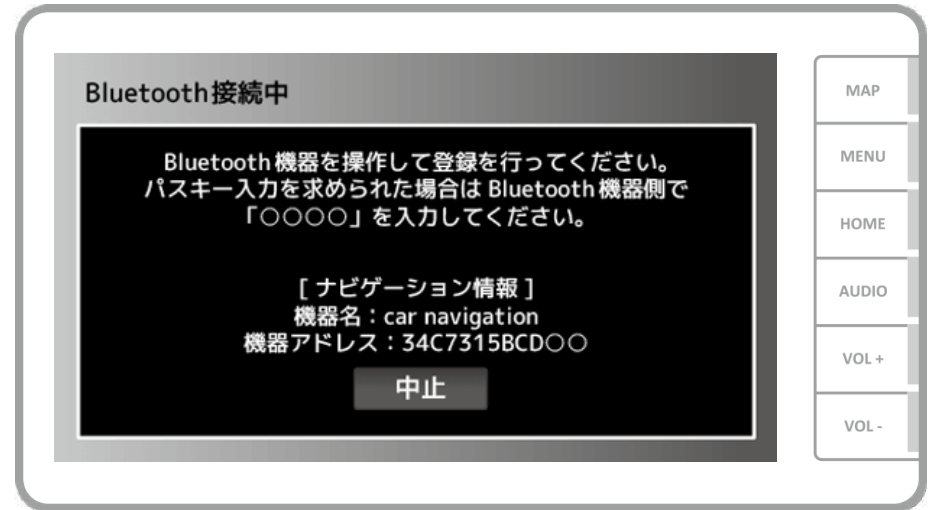 Bluetooth接続中
Bluetooth機器を操作して登録を行ってください。
パスキー入力を求められた場合は Bluetooth機器側で
「○○○○」を入力してください。
[ ナビゲーション情報 ]
機器名：car navigation
機器アドレス：34C7315BCD○○
中止
MAP
MENU
HOME
AUDIO
VOL +
VOL -